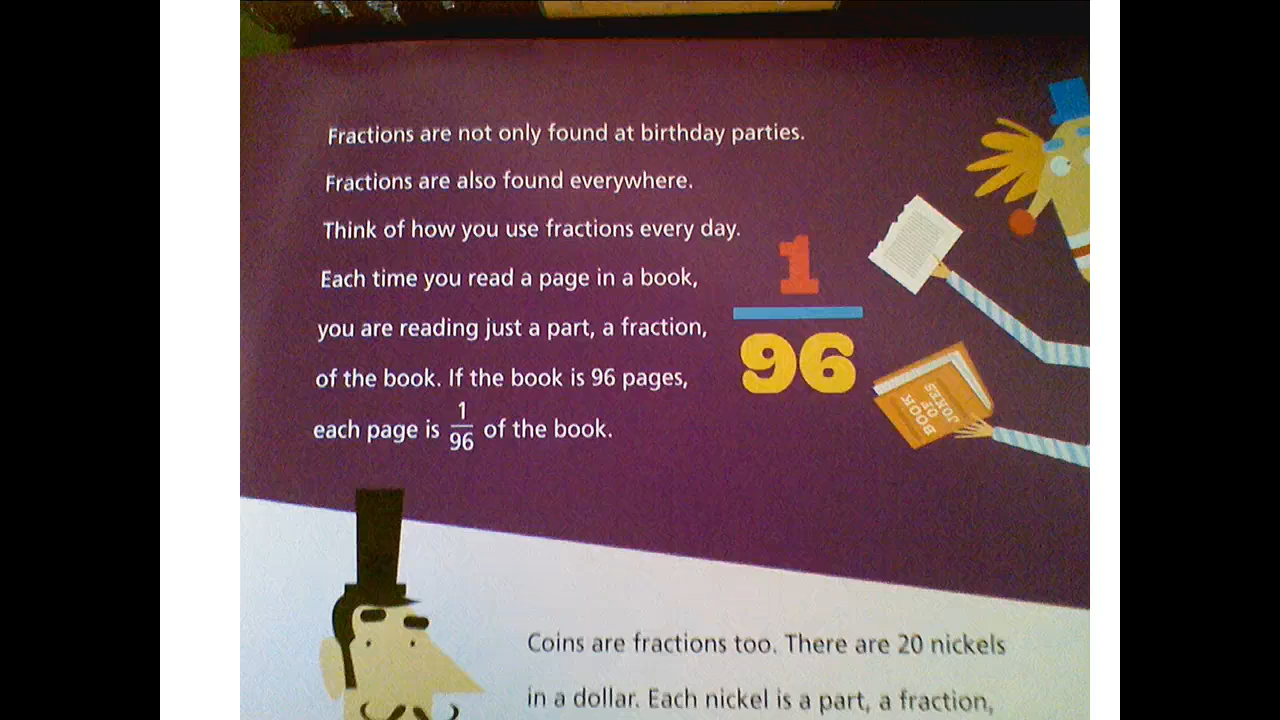 Fractions are not only found at birthday parties.
Fractions are also found everywhere.
Think of how you use fractions every day.
Each time you read a page in a book,
you are reading just a part, a fraction,
of the book. If the book is 96 pages,
each page is 1/96 of the book.
1
96
BOOK
OF
JOKES
Coins are fractions too. There are 20 nickels
in a dollar. Each nickel is a part, a fraction,